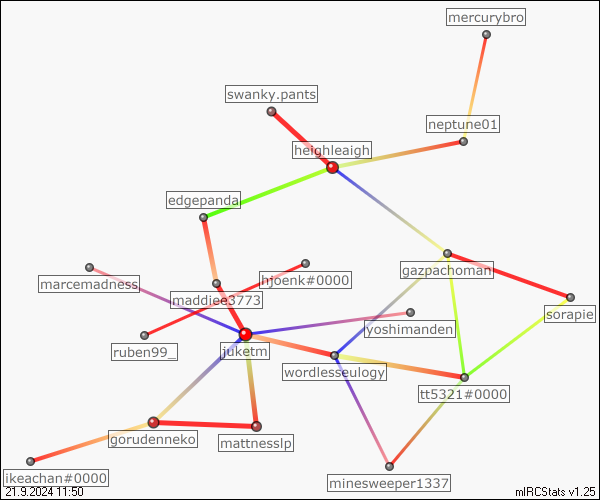 mercurybro
swanky.pants
neptune01
heighleaigh
edgepanda
gazpachoman
hjoenk#0000
marcemadness
maddiee3773
sorapie
yoshimanden
ruben99_
juketm
wordlesseulogy
tt5321#0000
gorudenneko
mattnesslp
ikeachan#0000
minesweeper1337
21.9.2024 11:50
mIRCStats v1.25